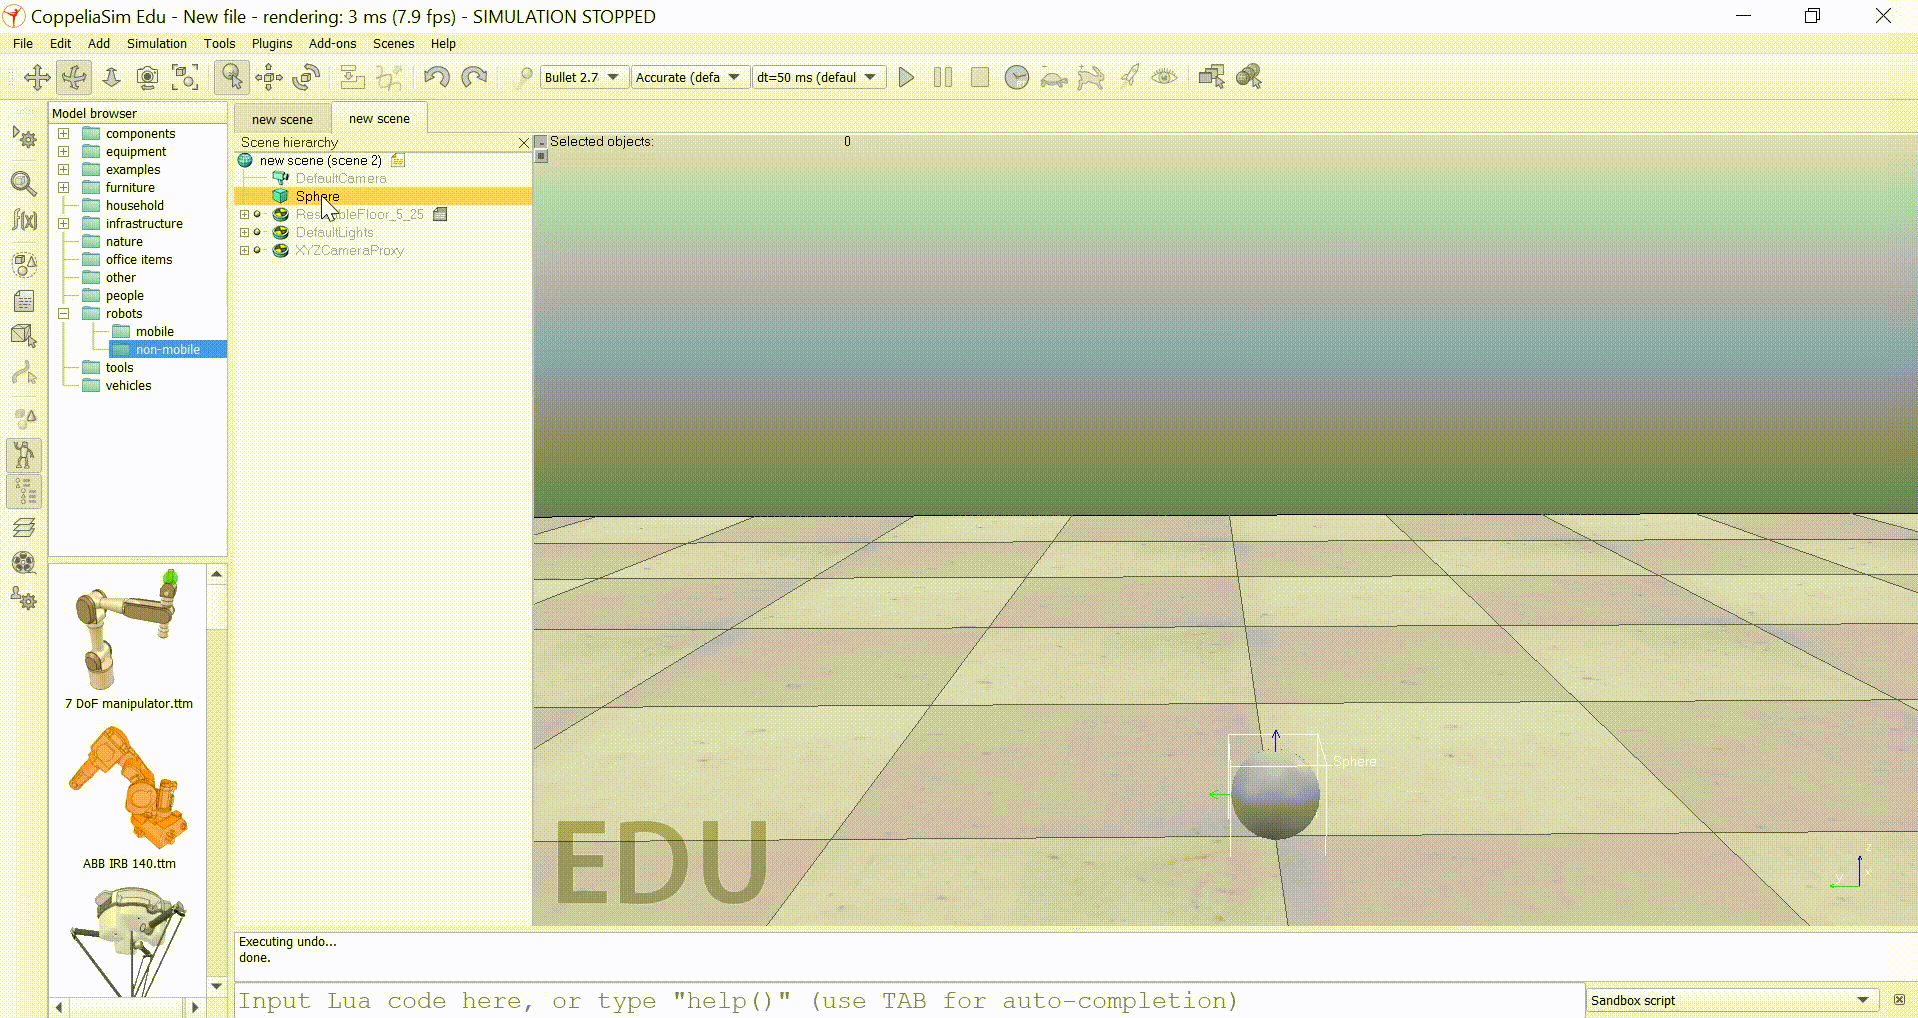 CoppeliaSim Edu - New file - rendering: 3 ms (7.9 fps) - SIMULATION STOPPED
File Edit Add Simulation Tools Plugins Add-ons Scenes Help
Bullet 2.7 Accurate (defa dt=50 ms (defaul
Model browser
components
equipment
examples
furniture
household
infrastructure
nature
office items
other
people
robots
mobile
non-mobile
tools
vehicles
7 DoF manipulator.ttm
ABB IRB 140.ttm
new scene new scene
Scene hierarchy
new scene (scene 2)
DefaultCamera
Sphere
DefaultLights
XYZCameraProxy
f(x)
Selected objects: 0
Sphere
EDU
z
y
x
Executing undo...
done.
Input Lua code here, or type "help()" (use TAB for auto-completion)
Sandbox script